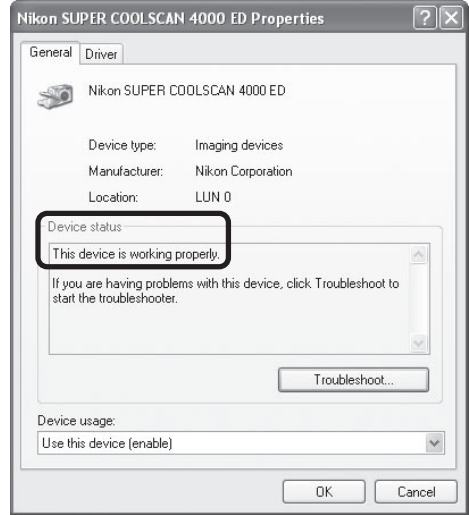 Nikon SUPER COOLSCAN 4000 ED Properties
General Driver
Nikon SUPER COOLSCAN 4000 ED
Device type: Imaging devices
Manufacturer: Nikon Corporation
Location: LUN 0
Device status
This device is working properly.
If you are having problems with this device, click Troubleshoot to
start the troubleshooter.
Troubleshoot...
Device usage:
Use this device (enable)
OK Cancel